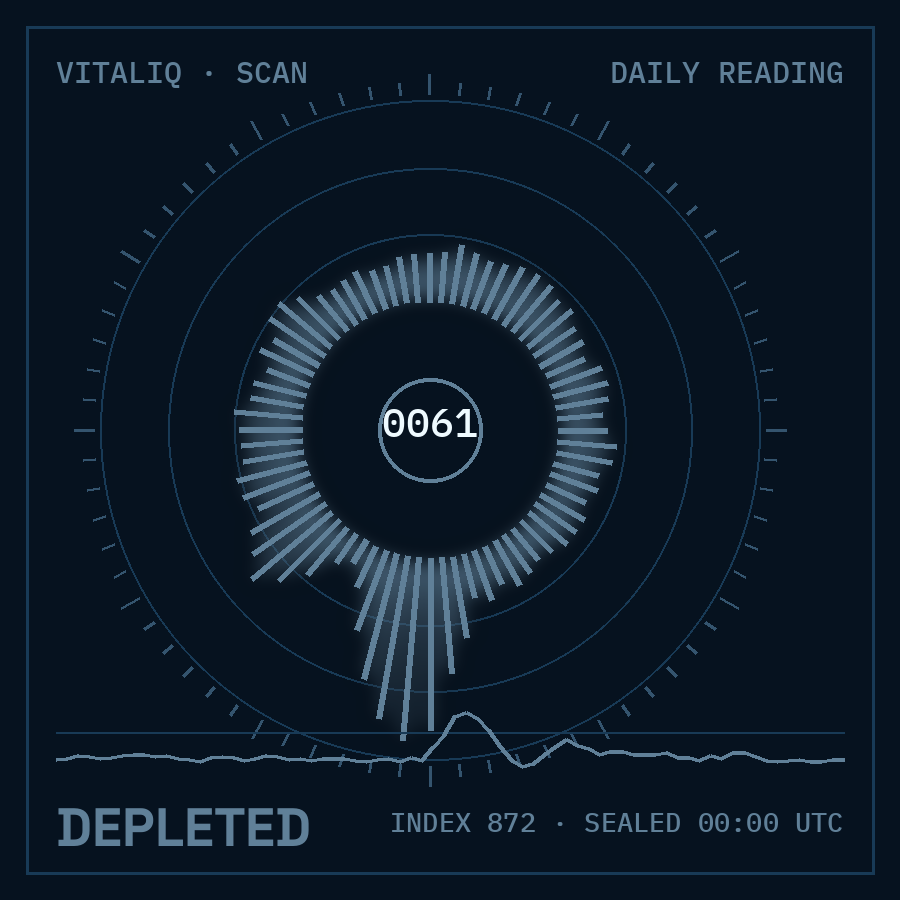 VITALIQ · SCAN
DAILY READING
0061
DEPLETED
INDEX 872 · SEALED 00:00 UTC